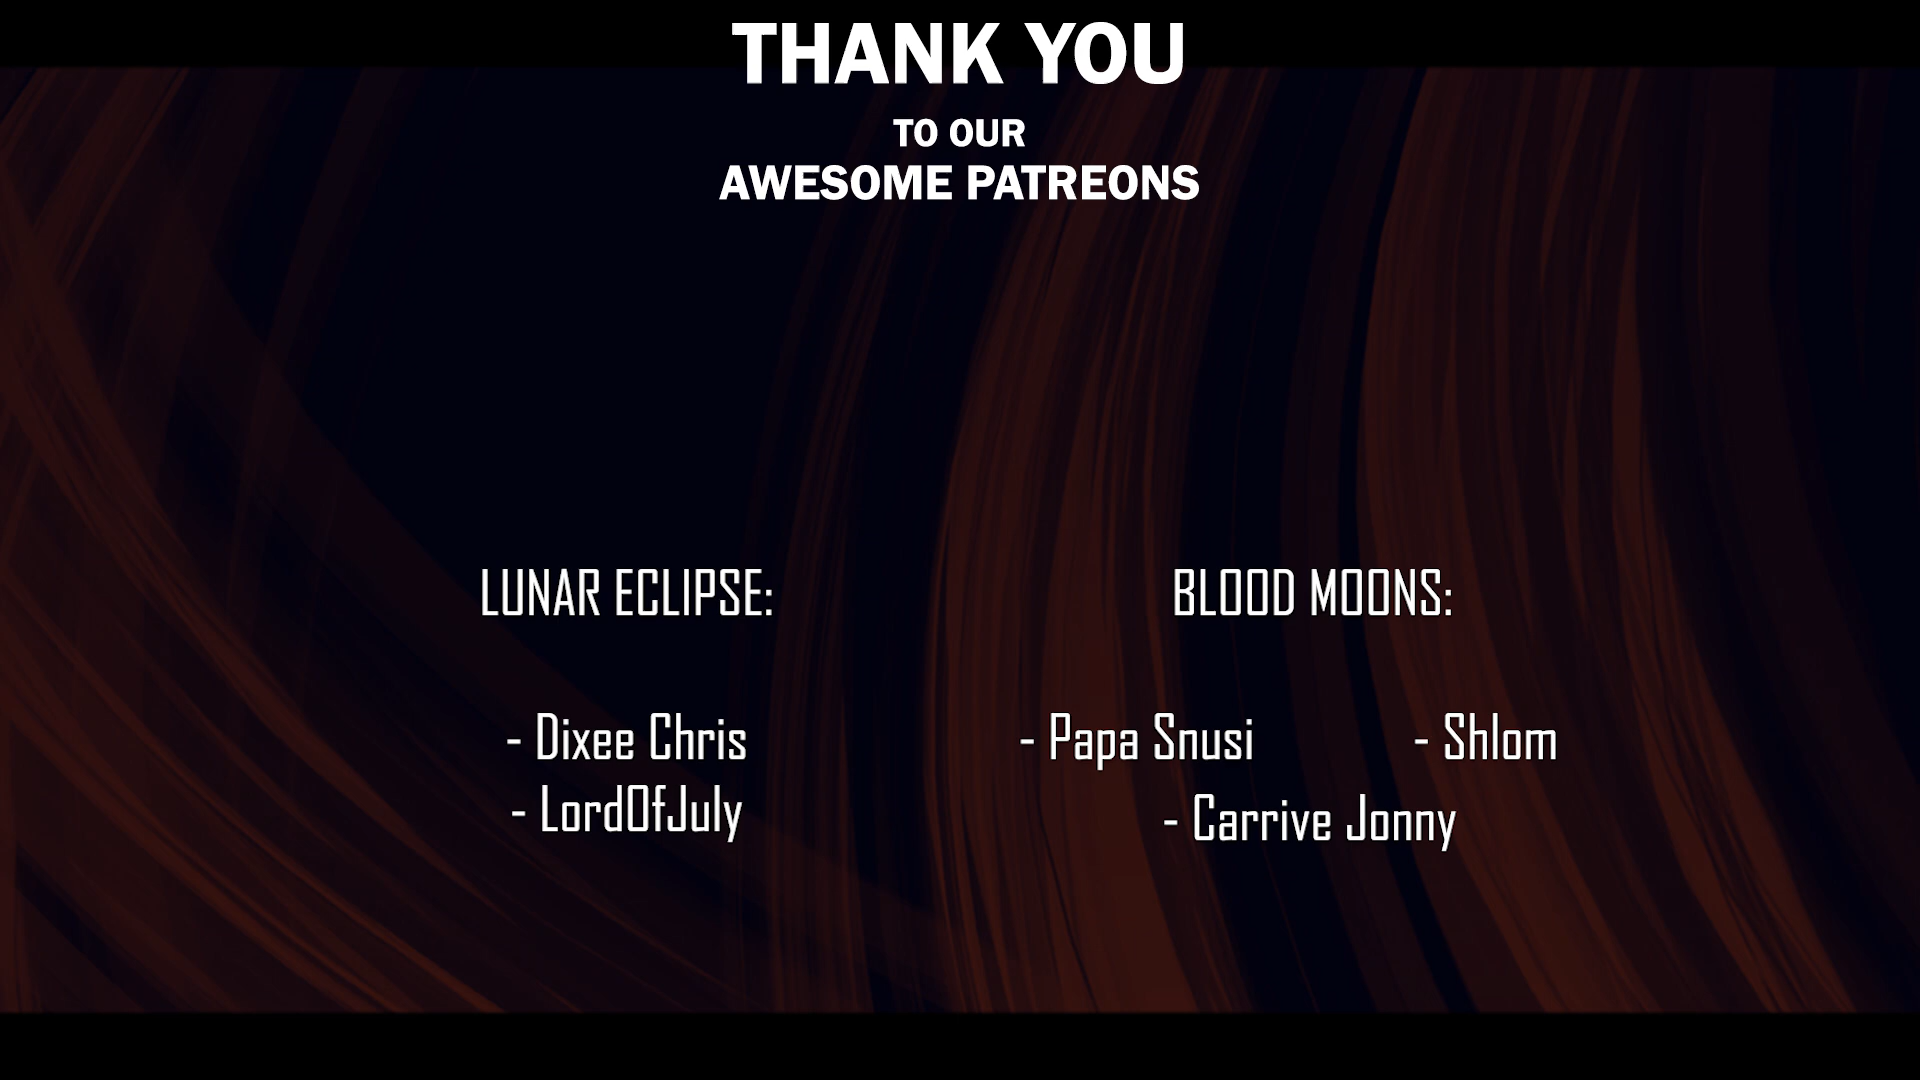 THANK YOU
TO OUR
AWESOME PATREONS
LUNAR ECLIPSE:
- Dixee Chris
- LordOfJuly
BLOOD MOONS:
- Papa Snusi - Shlom
- Carrive Jonny